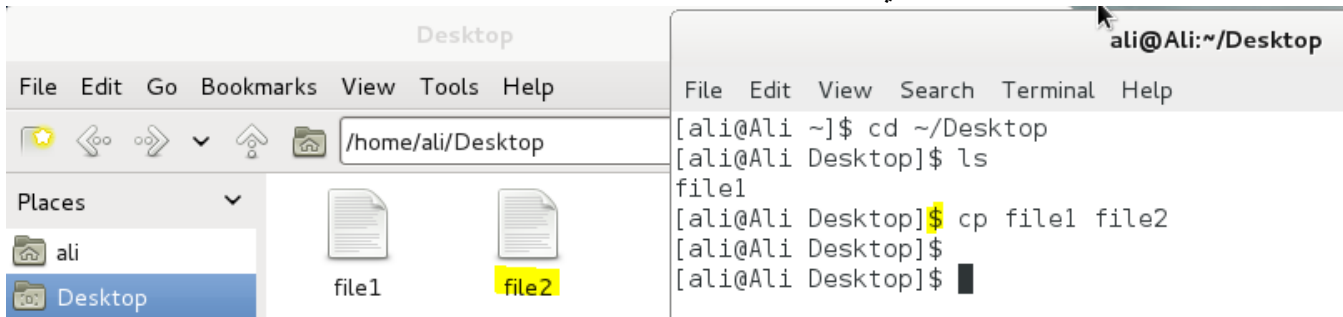 Desktop
File Edit Go Bookmarks View Tools Help
/home/ali/Desktop
Places
ali
Desktop
file1
file2
ali@Ali:~/Desktop
File Edit View Search Terminal Help
[ali@Ali ~]$ cd ~/Desktop
[ali@Ali Desktop]$ ls
file1
[ali@Ali Desktop]$ cp file1 file2
[ali@Ali Desktop]$
[ali@Ali Desktop]$